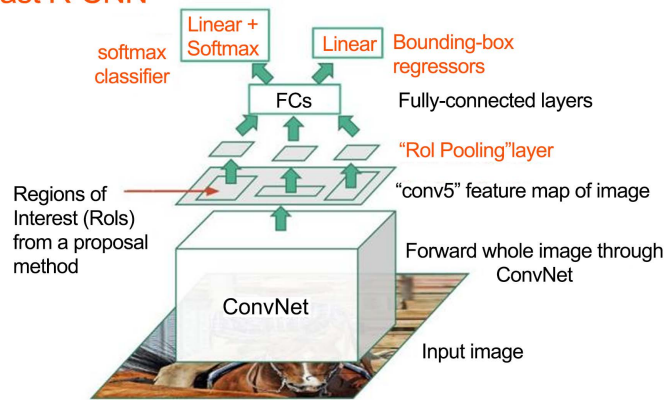 softmax
classifier
Linear +
Softmax
Linear
Bounding-box
regressors
FCs
Fully-connected layers
“RoI Pooling”layer
Regions of
Interest (RoIs)
from a proposal
method
“conv5” feature map of image
Forward whole image through
ConvNet
ConvNet
Input image